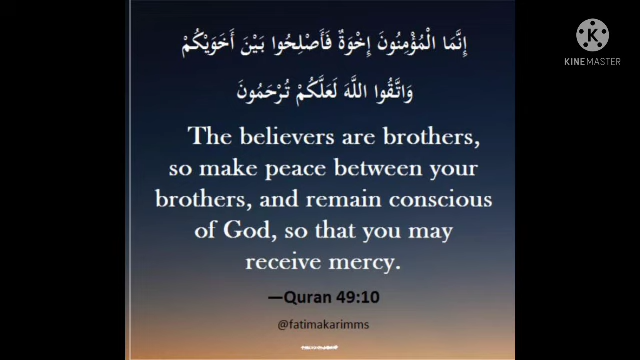 إِنَّمَا الْمُؤْمِنُونَ إِخْوَةٌ فَأَصْلِحُوا بَيْنَ أَخَوَيْكُمْ
وَاتَّقُوا اللَّهَ لَعَلَّكُمْ تُرْحَمُونَ
The believers are brothers,
so make peace between your
brothers, and remain conscious
of God, so that you may
receive mercy.
—Quran 49:10
@fatimakarimms
KINEMASTER